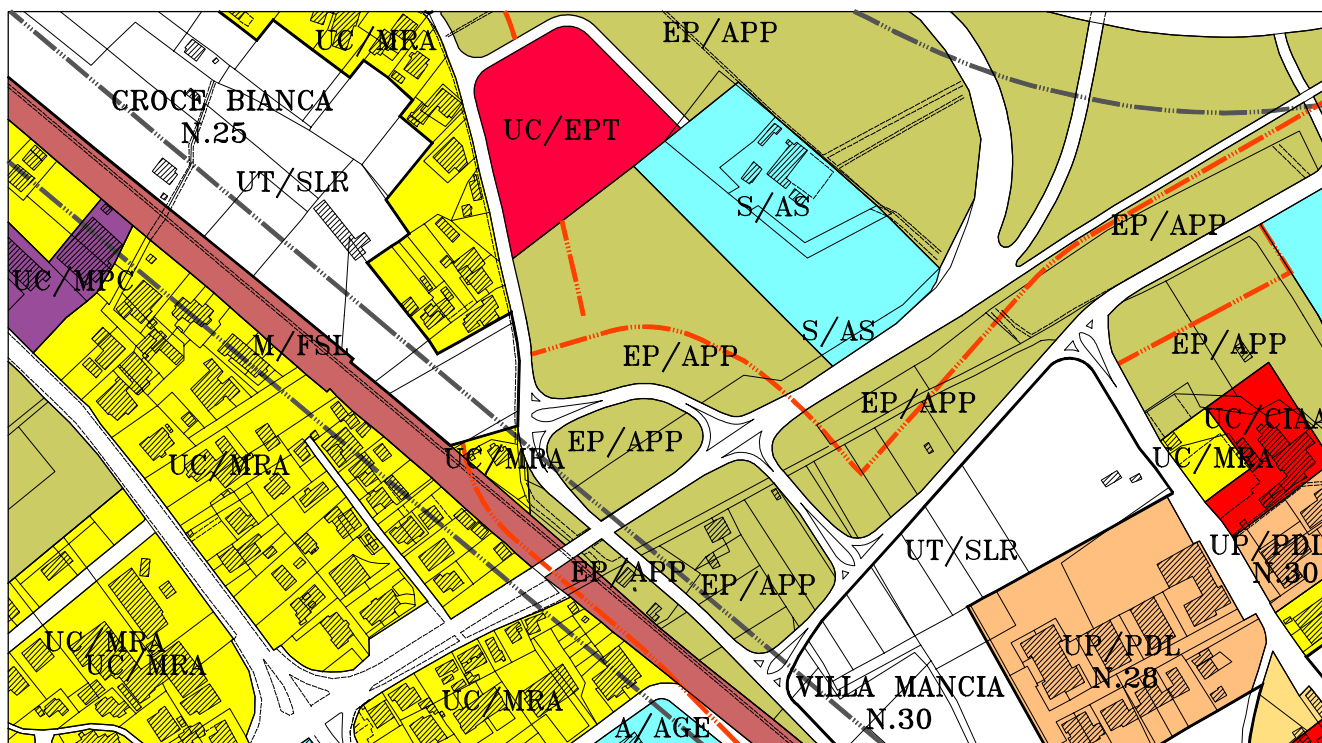 UC/MRA
EP/APP
CROCE BIANCA
N.25
UC/EPT
UT/SLR
S/AS
EP/APP
UC/MPC
M/FSL
S/AS
EP/APP
EP/APP
EP/APP
UC/CIAA
EP/APP
UC/MRA
UC/MRA
UC/MRA
UP/PDL
N.30
UT/SLR
EP/APP
EP/APP
UC/MRA
UC/MRA
UP/PDL
N.28
UC/MRA
VILLA MANCIA
N.30
A/AGE